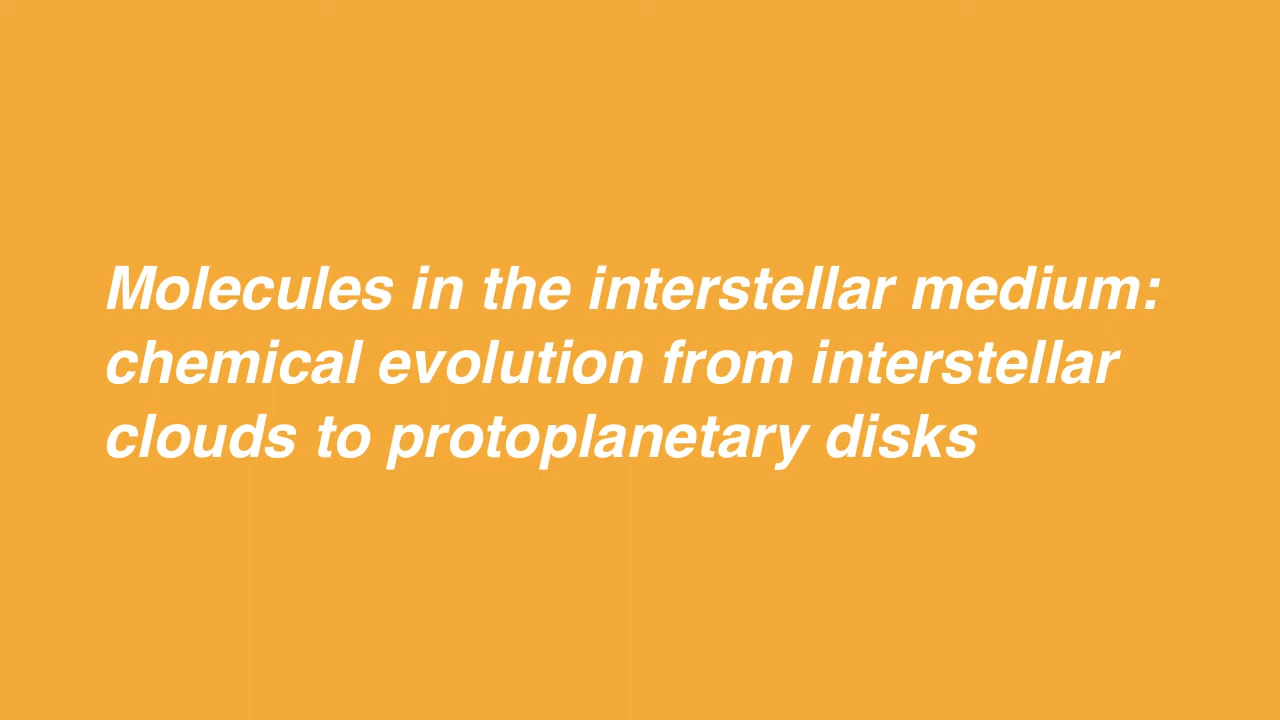 Molecules in the interstellar medium:
chemical evolution from interstellar
clouds to protoplanetary disks